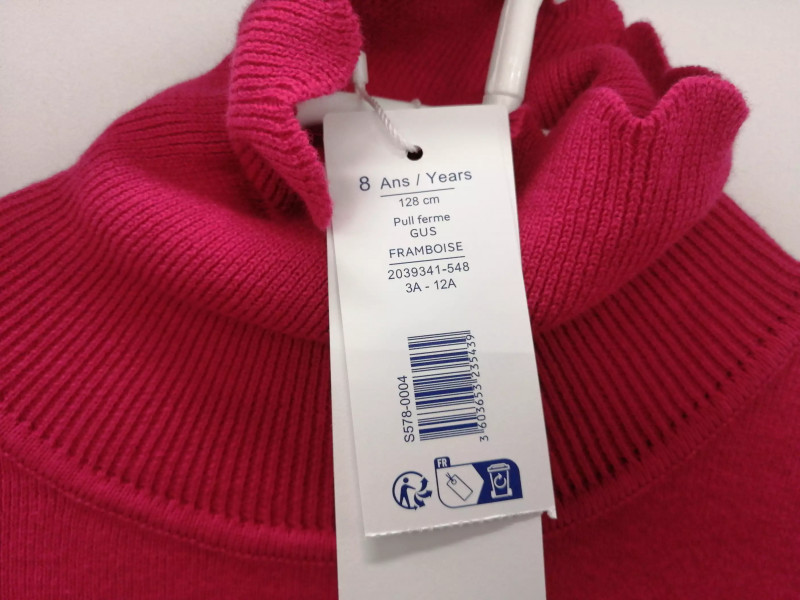 8 Ans / Years
128 cm
Pull ferme
GUS
FRAMBOISE
2039341-548
3A - 12A
S578-0004
3 603653 235439
FR